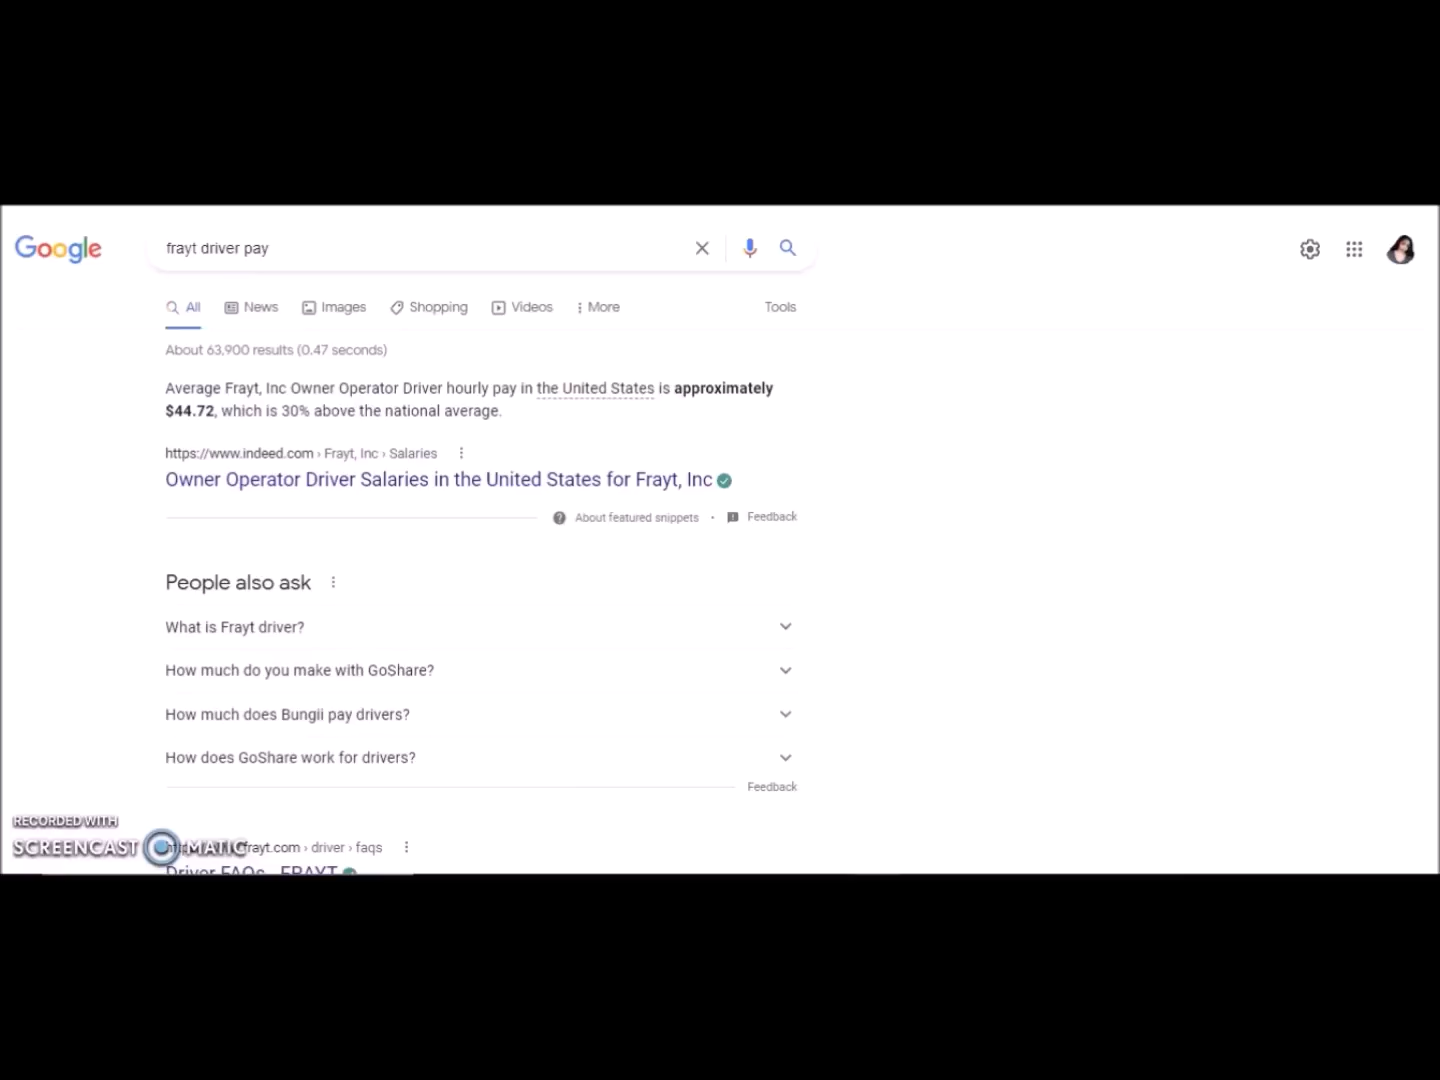 Google
frayt driver pay
All News Images Shopping Videos More Tools
About 63,900 results (0.47 seconds)
Average Frayt, Inc Owner Operator Driver hourly pay in the United States is approximately
$44.72, which is 30% above the national average.
https://www.indeed.com › Frayt, Inc › Salaries
Owner Operator Driver Salaries in the United States for Frayt, Inc
About featured snippets · Feedback
People also ask
What is Frayt driver?
How much do you make with GoShare?
How much does Bungii pay drivers?
How does GoShare work for drivers?
Feedback
RECORDED WITH
SCREENCAST MATIC
frayt.com › driver › faqs
Driver FAQs - FRAYT